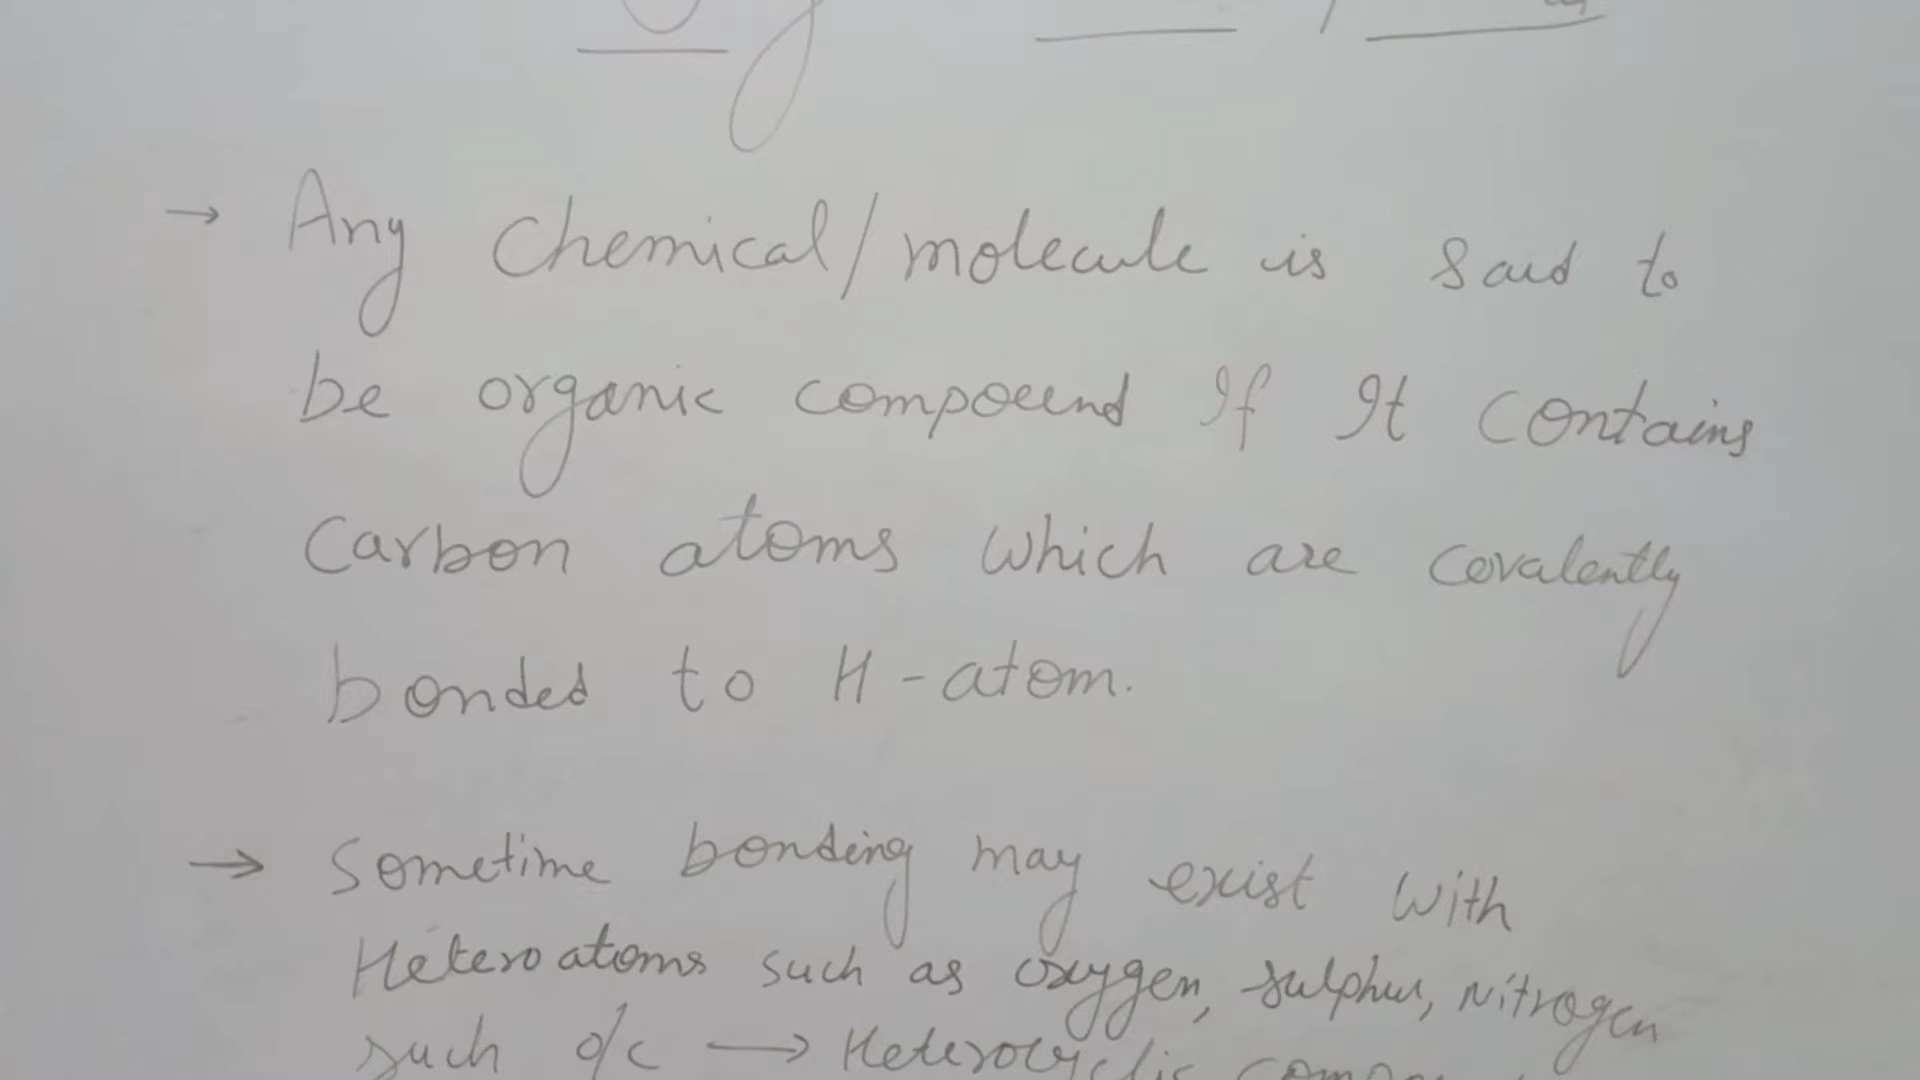 → Any Chemical/molecule is said to
be organic compound If It contains
Carbon atoms which are covalently
bonded to H-atom.
→ Sometime bonding may exist with
Heteroatoms such as oxygen, sulphur, Nitrogen
such o/c → Heterocyclic